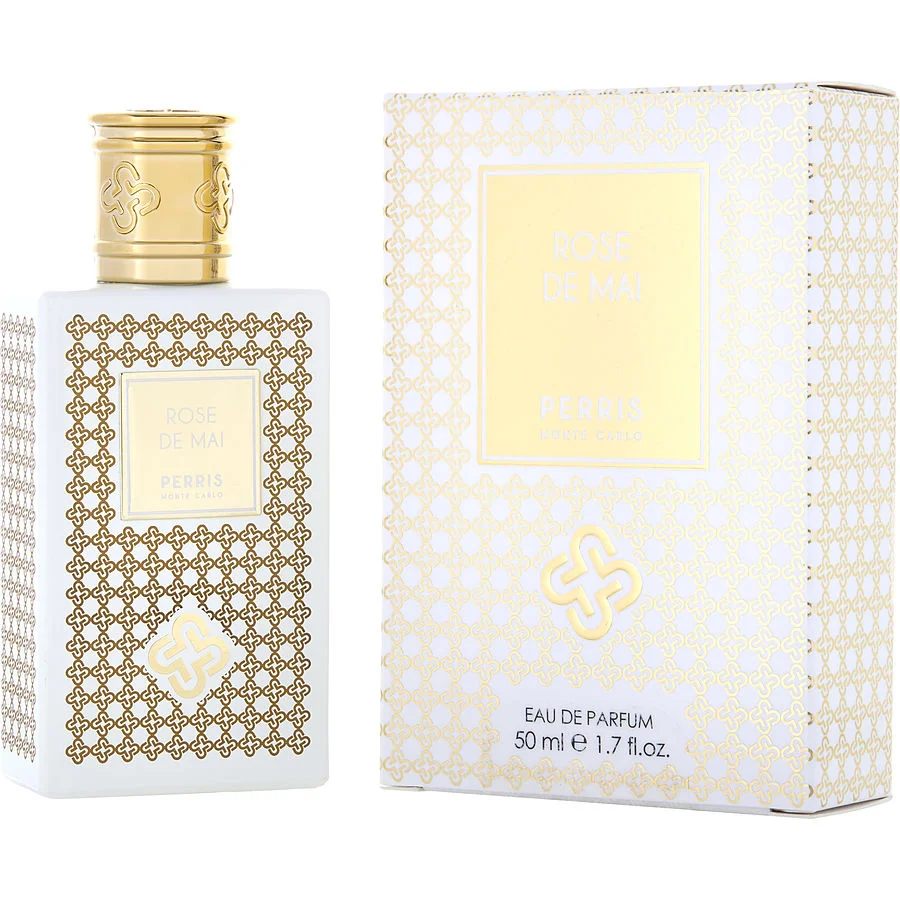 ROSE
DE MAI
PERRIS
MONTE CARLO
ROSE
DE MAI
PERRIS
MONTE CARLO
EAU DE PARFUM
50 ml e 1.7 fl.oz.